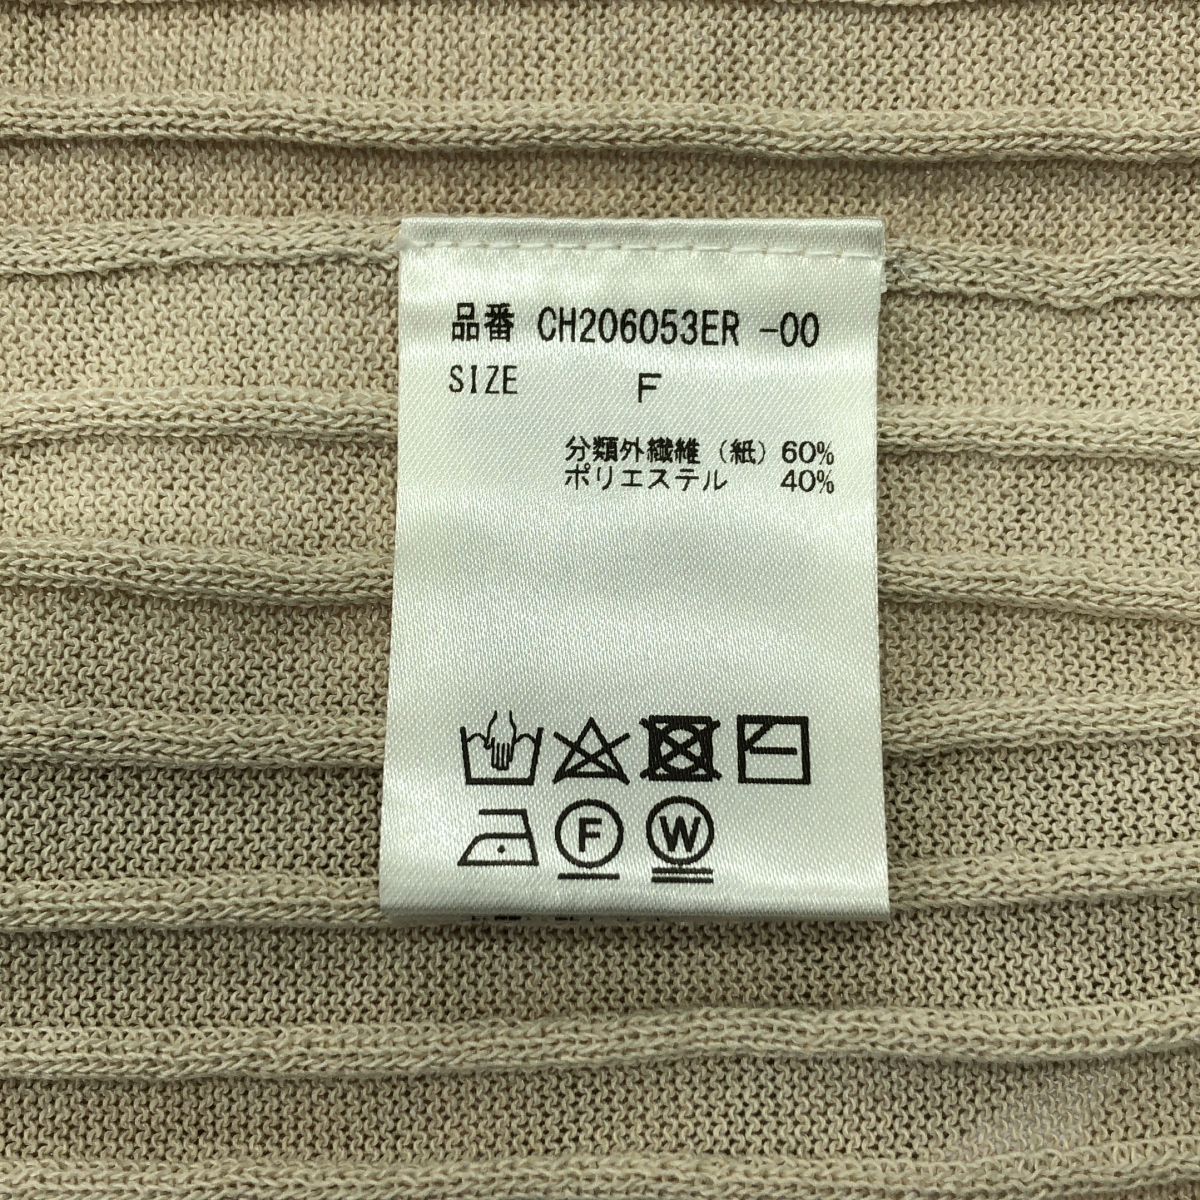 品番 CH206053ER -00
SIZE F
分類外繊維（紙）60%
ポリエステル 40%
F W